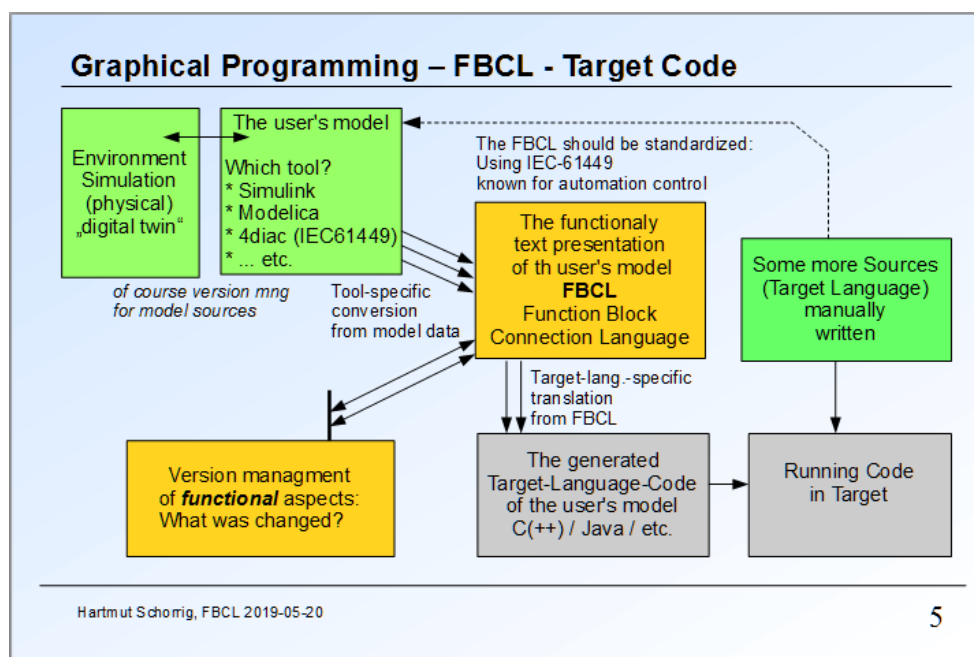 Graphical Programming – FBCL - Target Code
Environment
Simulation
(physical)
„digital twin“
The user's model
Which tool?
* Simulink
* Modelica
* 4diac (IEC61449)
* ... etc.
of course version mng
for model sources
Tool-specific
conversion
from model data
The FBCL should be standardized:
Using IEC-61449
known for automation control
The functionaly
text presentation
of th user's model
FBCL
Function Block
Connection Language
Some more Sources
(Target Language)
manually
written
Target-lang.-specific
translation
from FBCL
Version managment
of functional aspects:
What was changed?
The generated
Target-Language-Code
of the user's model
C(++) / Java / etc.
Running Code
in Target
Hartmut Schorrig, FBCL 2019-05-20
5